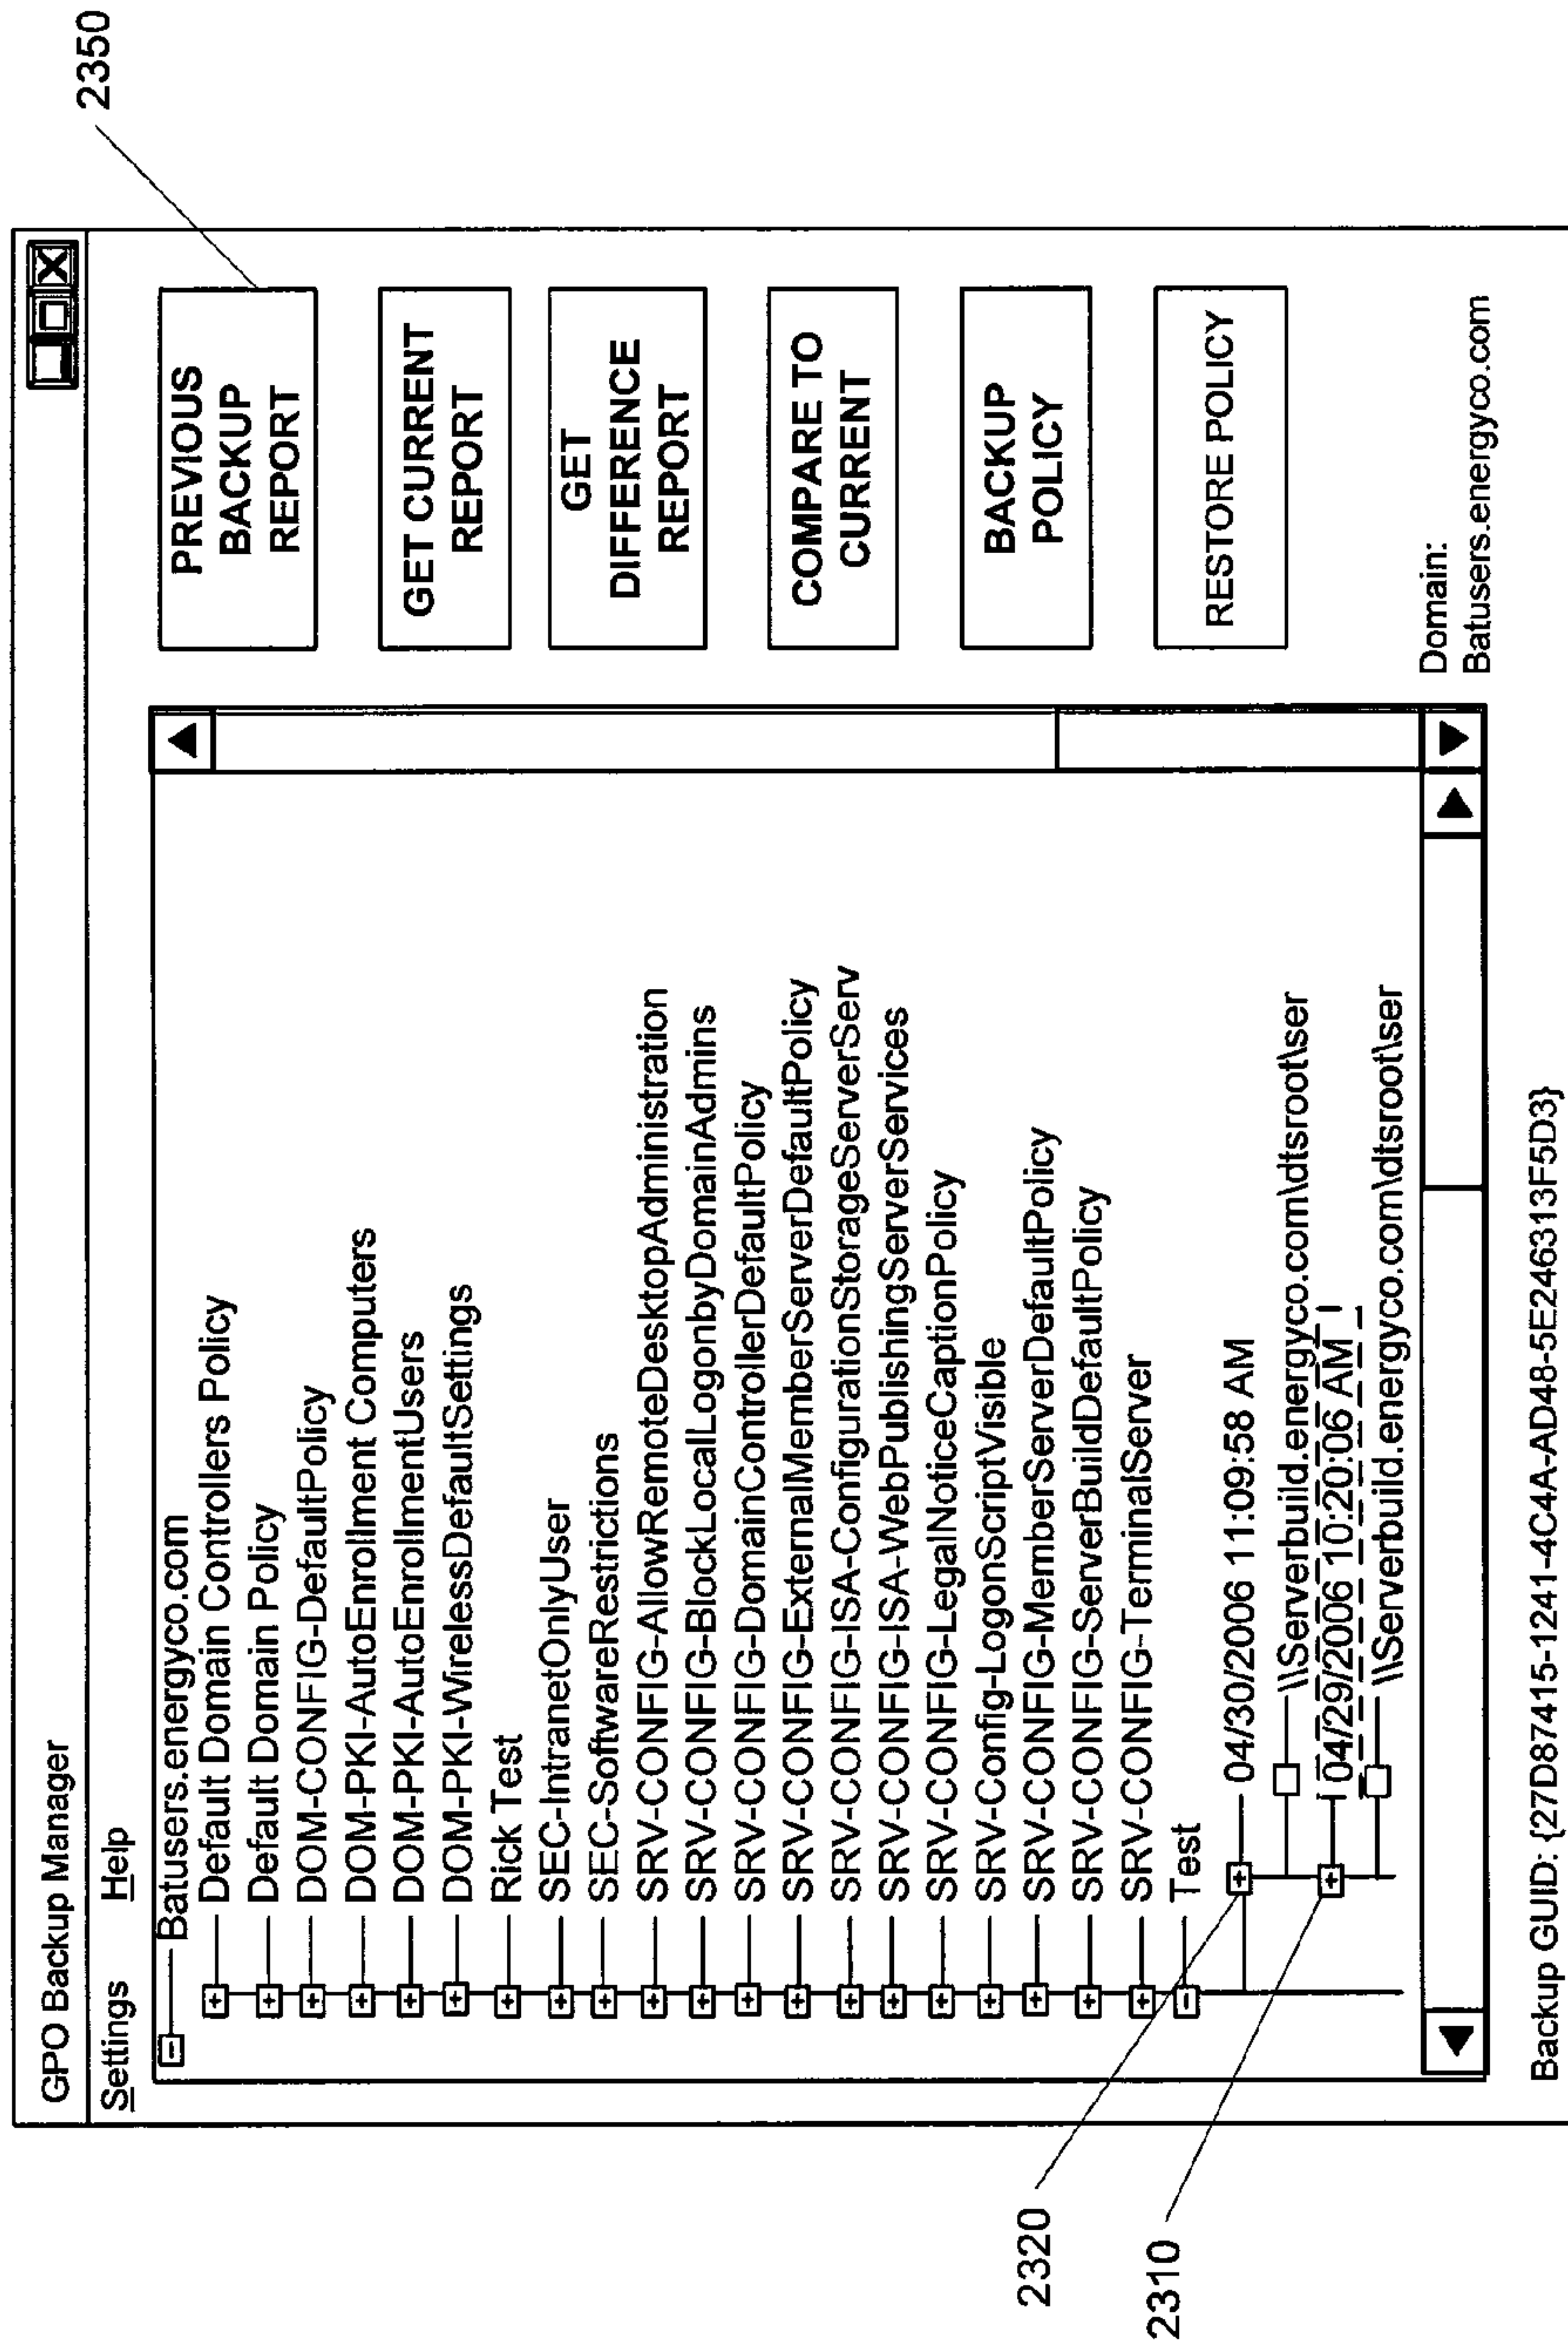 GPO Backup Manager
Settings Help
Batusers.energyco.com
Default Domain Controllers Policy
Default Domain Policy
DOM-CONFIG-DefaultPolicy
DOM-PKI-AutoEnrollment Computers
DOM-PKI-AutoEnrollmentUsers
DOM-PKI-WirelessDefaultSettings
Rick Test
SEC-IntranetOnlyUser
SEC-SoftwareRestrictions
SRV-CONFIG-AllowRemoteDesktopAdministration
SRV-CONFIG-BlockLocalLogonbyDomainAdmins
SRV-CONFIG-DomainControllerDefaultPolicy
SRV-CONFIG-ExternalMemberServerDefaultPolicy
SRV-CONFIG-ISA-ConfigurationStorageServerServ
SRV-CONFIG-ISA-WebPublishingServerServices
SRV-CONFIG-LegalNoticeCaptionPolicy
SRV-Config-LogonScriptVisible
SRV-CONFIG-MemberServerDefaultPolicy
SRV-CONFIG-ServerBuildDefaultPolicy
SRV-CONFIG-TerminalServer
Test
04/30/2006 11:09:58 AM
\\Serverbuild.energyco.com\dtsroot\ser
04/29/2006 10:20:06 AM
\\Serverbuild.energyco.com\dtsroot\ser
PREVIOUS
BACKUP
REPORT
GET CURRENT
REPORT
GET
DIFFERENCE
REPORT
COMPARE TO
CURRENT
BACKUP
POLICY
RESTORE POLICY
Domain:
Batusers.energyco.com
Backup GUID: {27D87415-1241-4C4A-AD48-5E246313F5D3}
2350
2320
2310